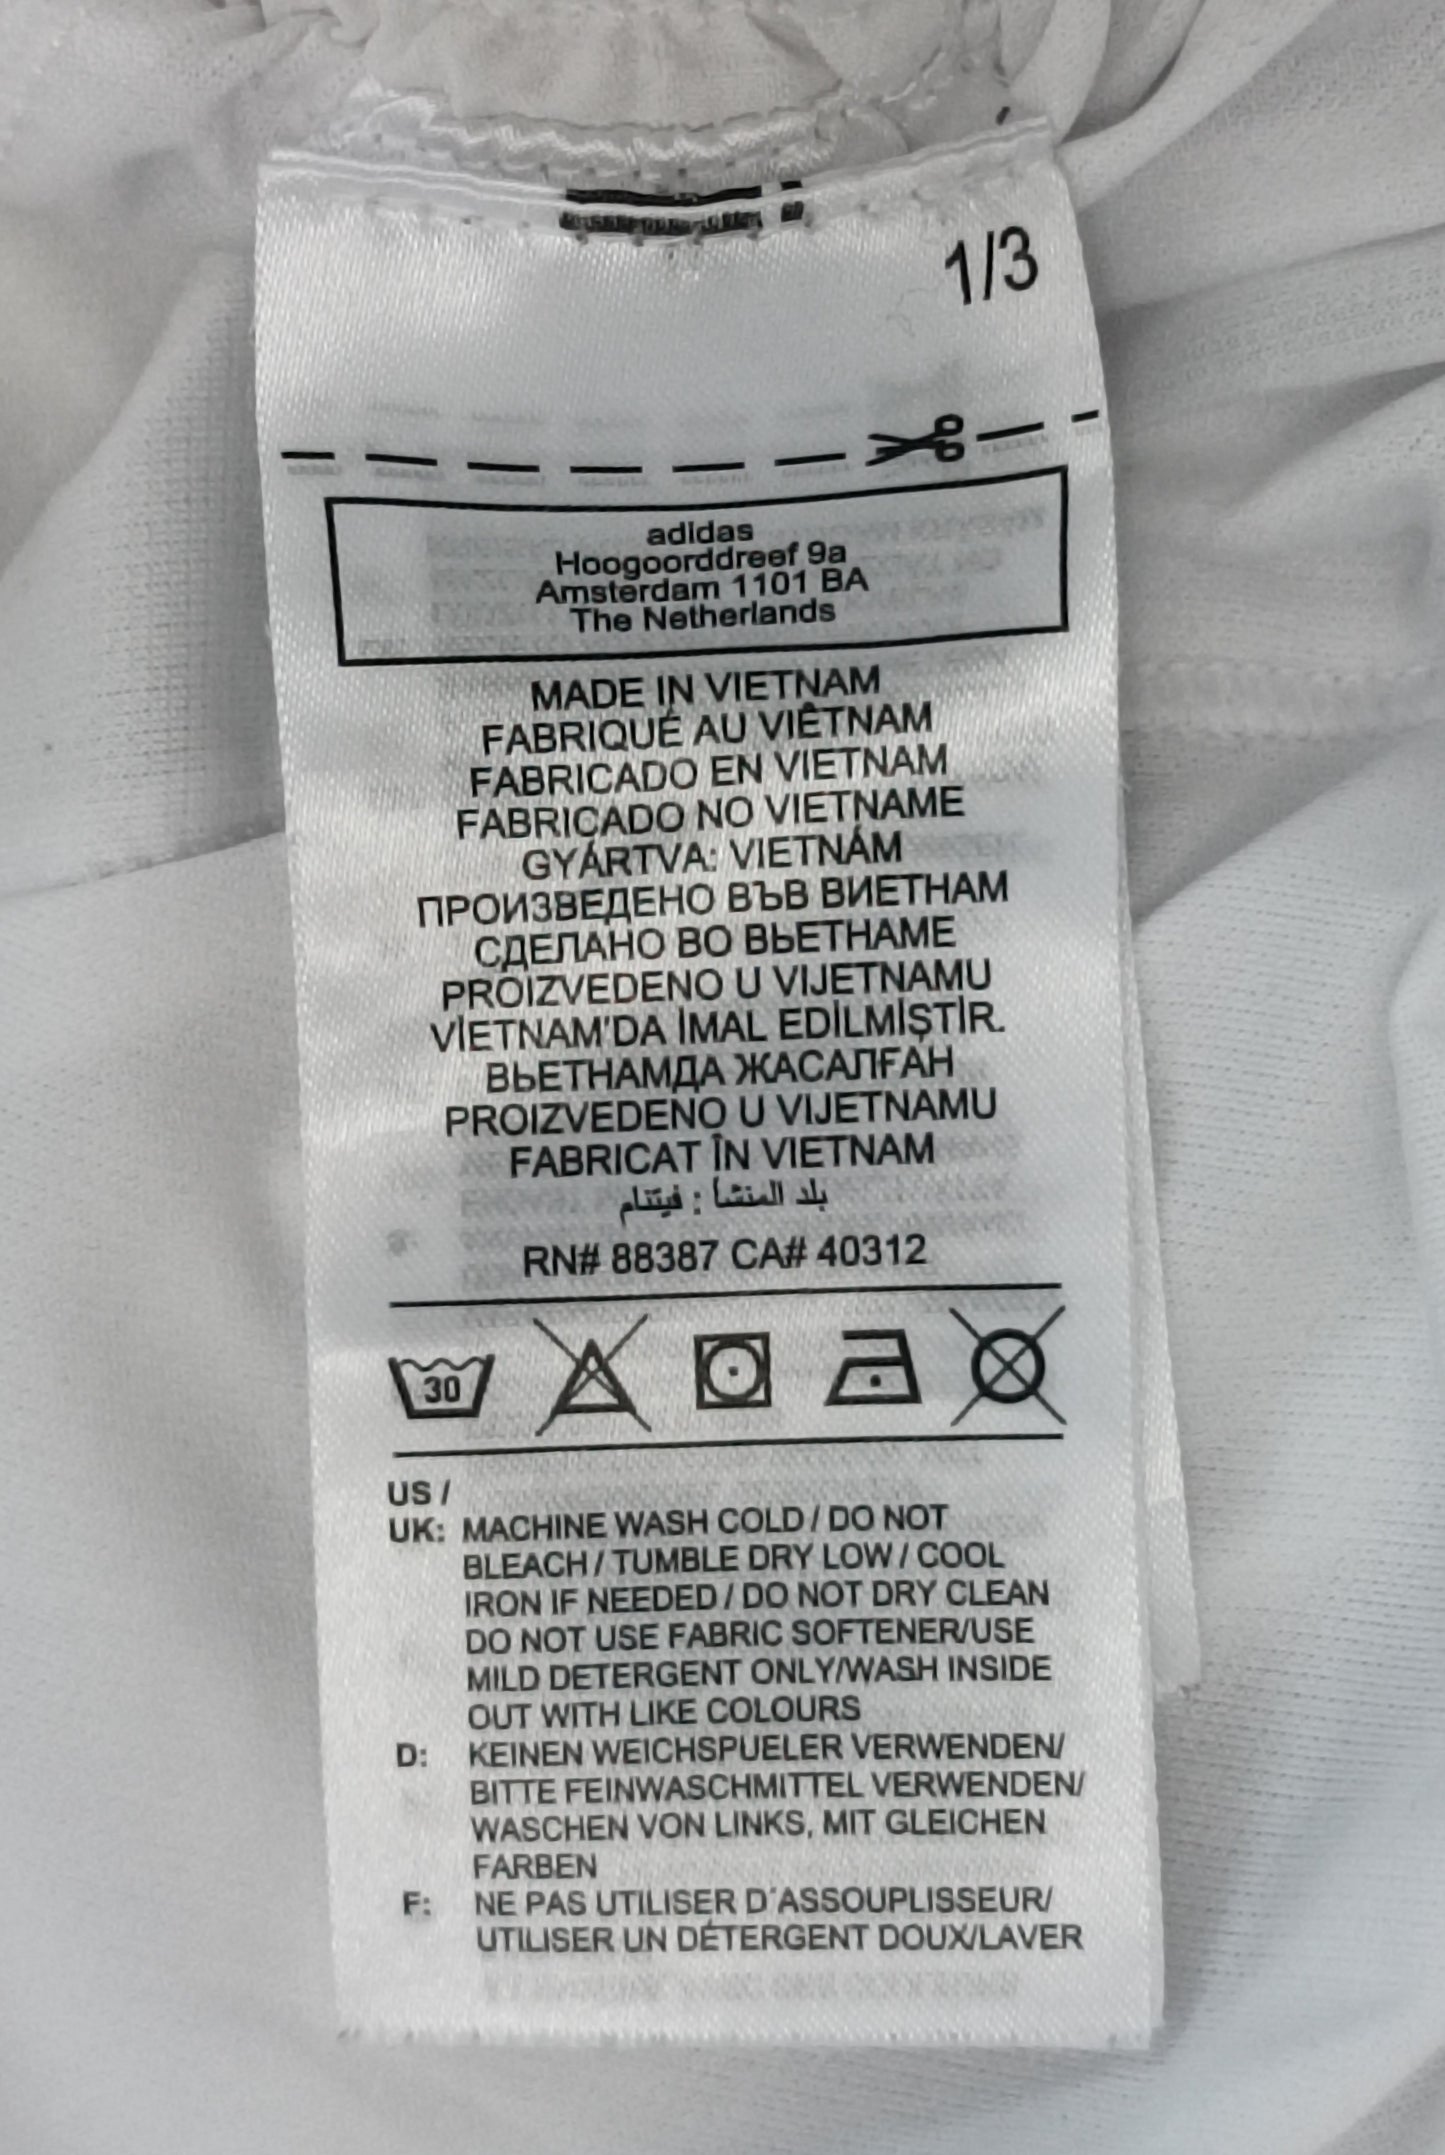 1/3
adidas
Hoogoorddreef 9a
Amsterdam 1101 BA
The Netherlands
MADE IN VIETNAM
FABRIQUÉ AU VIÊTNAM
FABRICADO EN VIETNAM
FABRICADO NO VIETNAME
GYÁRTVA: VIETNÁM
ПРОИЗВЕДЕНО ВЪВ ВИЕТНАМ
СДЕЛАНО ВО ВЬЕТНАМЕ
PROIZVEDENO U VIJETNAMU
VİETNAM'DA İMAL EDİLMİŞTİR.
ВЬЕТНАМДА ЖАСАЛҒАН
PROIZVEDENO U VIJETNAMU
FABRICAT ÎN VIETNAM
بلد المنشأ : فيتنام
RN# 88387 CA# 40312
30
US /
UK: MACHINE WASH COLD / DO NOT
BLEACH / TUMBLE DRY LOW / COOL
IRON IF NEEDED / DO NOT DRY CLEAN
DO NOT USE FABRIC SOFTENER/USE
MILD DETERGENT ONLY/WASH INSIDE
OUT WITH LIKE COLOURS
D: KEINEN WEICHSPUELER VERWENDEN/
BITTE FEINWASCHMITTEL VERWENDEN/
WASCHEN VON LINKS, MIT GLEICHEN
FARBEN
F: NE PAS UTILISER D'ASSOUPLISSEUR/
UTILISER UN DÉTERGENT DOUX/LAVER